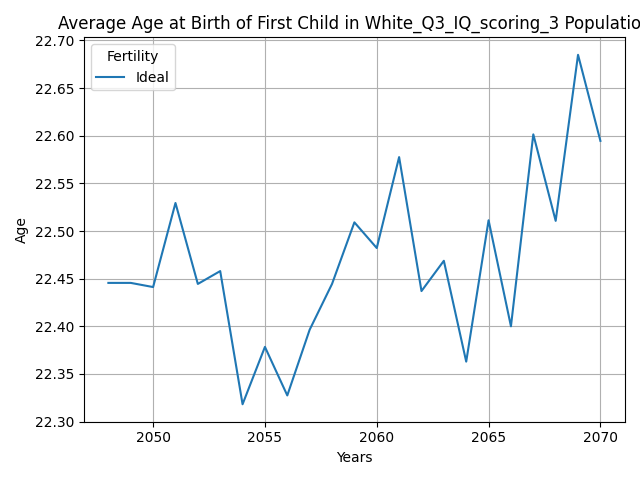 Average Age at Birth of First Child in White_Q3_IQ_scoring_3 Populatio
22.70
22.65
22.60
22.55
22.50
22.45
22.40
22.35
22.30
Age
Fertility
Ideal
2050 2055 2060 2065 2070
Years